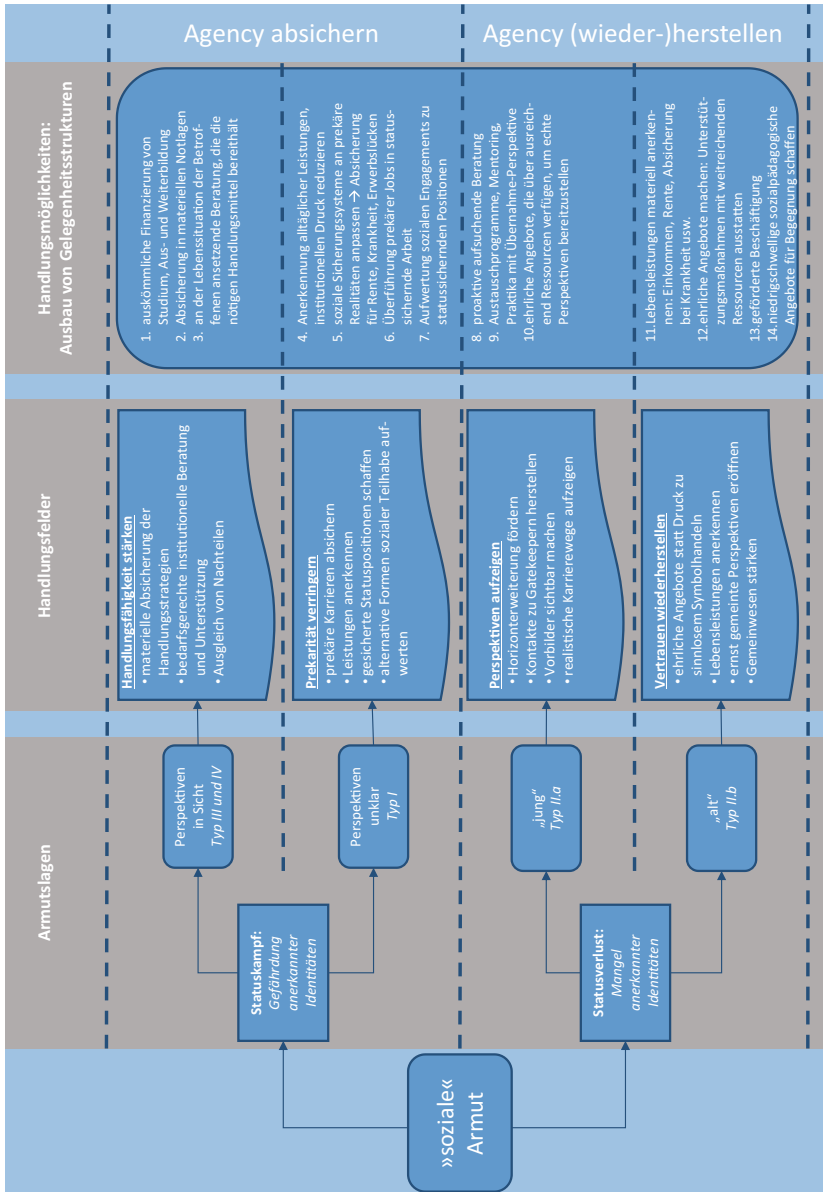 »soziale«
Armut
Armutslagen
Statuskampf:
Gefährdung
anerkannter
Identitäten
Statusverlust:
Mangel
anerkannter
Identitäten
Perspektiven
in Sicht
Typ III und IV
Perspektiven
unklar
Typ I
„jung“
Typ II.a
„alt“
Typ II.b
Handlungsfelder
Handlungsfähigkeit stärken
• materielle Absicherung der
Handlungsstrategien
• bedarfsgerechte institutionelle Beratung
und Unterstützung
• Ausgleich von Nachteilen
Prekarität verringern
• prekäre Karrieren absichern
• Leistungen anerkennen
• gesicherte Statuspositionen schaffen
• alternative Formen sozialer Teilhabe auf-
werten
Perspektiven aufzeigen
• Horizonterweiterung fördern
• Kontakte zu Gatekeepern herstellen
• Vorbilder sichtbar machen
• realistische Karrierewege aufzeigen
Vertrauen wiederherstellen
• ehrliche Angebote statt Druck zu
sinnlosem Symbolhandeln
• Lebensleistungen anerkennen
• ernst gemeinte Perspektiven eröffnen
• Gemeinwesen stärken
Handlungsmöglichkeiten:
Ausbau von Gelegenheitsstrukturen
1. auskömmliche Finanzierung von
Studium, Aus- und Weiterbildung
2. Absicherung in materiellen Notlagen
3. an der Lebenssituation der Betrof-
fenen ansetzende Beratung, die die
nötigen Handlungsmittel bereithält
4. Anerkennung alltäglicher Leistungen,
institutionellen Druck reduzieren
5. soziale Sicherungssysteme an prekäre
Realitäten anpassen → Absicherung
für Rente, Krankheit, Erwerbslücken
6. Überführung prekärer Jobs in status-
sichernde Arbeit
7. Aufwertung sozialen Engagements zu
statussichernden Positionen
8. proaktive aufsuchende Beratung
9. Austauschprogramme, Mentoring,
Praktika mit Übernahme-Perspektive
10.ehrliche Angebote, die über ausreich-
end Ressourcen verfügen, um echte
Perspektiven bereitzustellen
11.Lebensleistungen materiell anerken-
nen: Einkommen, Rente, Absicherung
bei Krankheit usw.
12.ehrliche Angebote machen: Unterstüt-
zungsmaßnahmen mit weitreichenden
Ressourcen ausstatten
13.geförderte Beschäftigung
14.niedrigschwellige sozialpädagogische
Angebote für Begegnung schaffen
Agency absichern
Agency (wieder-)herstellen